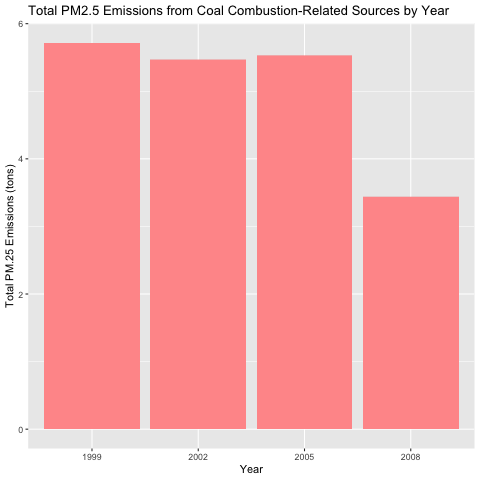 Total PM2.5 Emissions from Coal Combustion-Related Sources by Year
Total PM.25 Emissions (tons)
6
4
2
0
1999 2002 2005 2008
Year